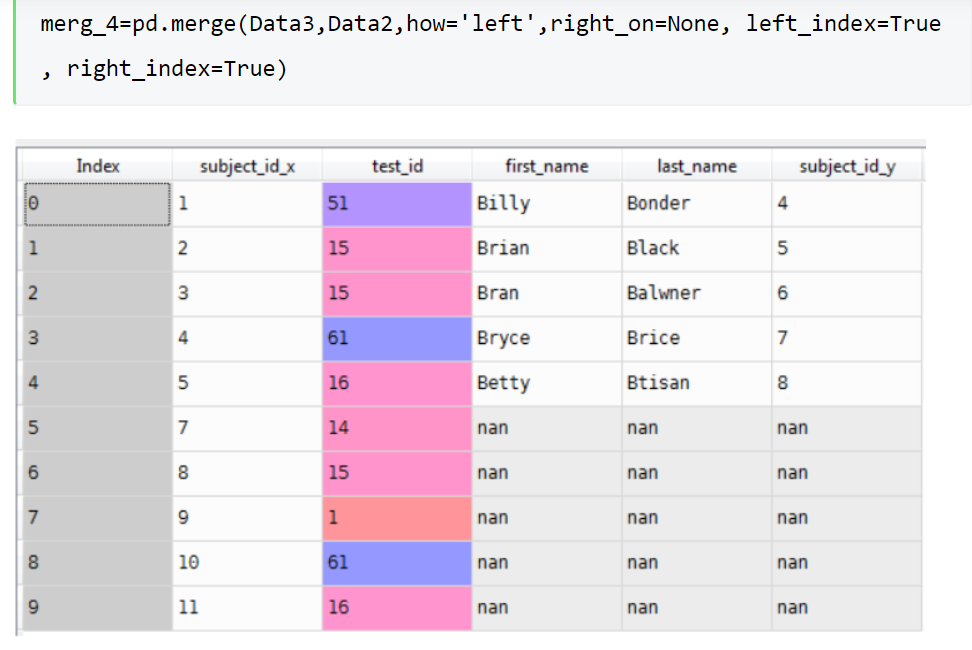 merg_4=pd.merge(Data3,Data2,how='left',right_on=None, left_index=True
, right_index=True)
Index subject_id_x test_id first_name last_name subject_id_y
0 1 51 Billy Bonder 4
1 2 15 Brian Black 5
2 3 15 Bran Balwner 6
3 4 61 Bryce Brice 7
4 5 16 Betty Btisan 8
5 7 14 nan nan nan
6 8 15 nan nan nan
7 9 1 nan nan nan
8 10 61 nan nan nan
9 11 16 nan nan nan